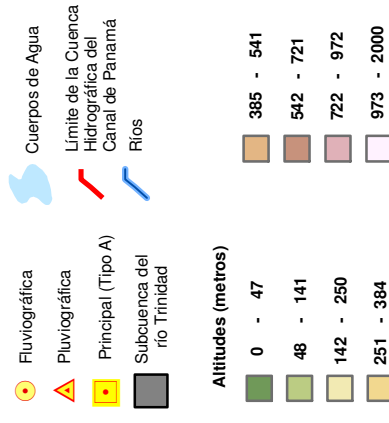 Fluviográfica
Pluviográfica
Principal (Tipo A)
Subcuenca del
río Trinidad
Cuerpos de Agua
Límite de la Cuenca
Hidrográfica del
Canal de Panamá
Ríos
Altitudes (metros)
0 - 47
48 - 141
142 - 250
251 - 384
385 - 541
542 - 721
722 - 972
973 - 2000